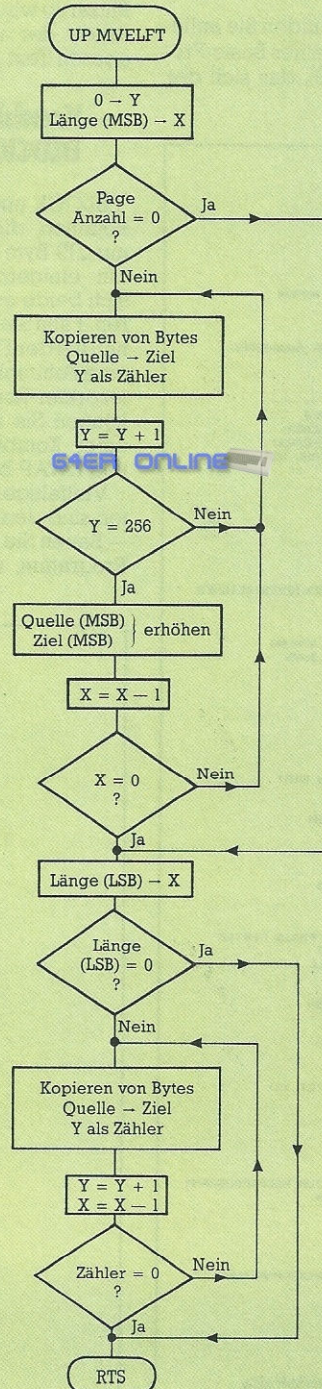 UP MVELFT
0 → Y
Länge (MSB) → X
Page
Anzahl = 0
?
Ja
Nein
Kopieren von Bytes
Quelle → Ziel
Y als Zähler
Y = Y + 1
64ER ONLINE
Y = 256
Nein
Ja
Quelle (MSB)
Ziel (MSB) } erhöhen
X = X − 1
X = 0
?
Nein
Ja
Länge (LSB) → X
Länge
(LSB) = 0
?
Ja
Nein
Kopieren von Bytes
Quelle → Ziel
Y als Zähler
Y = Y + 1
X = X − 1
Zähler = 0
?
Nein
Ja
RTS